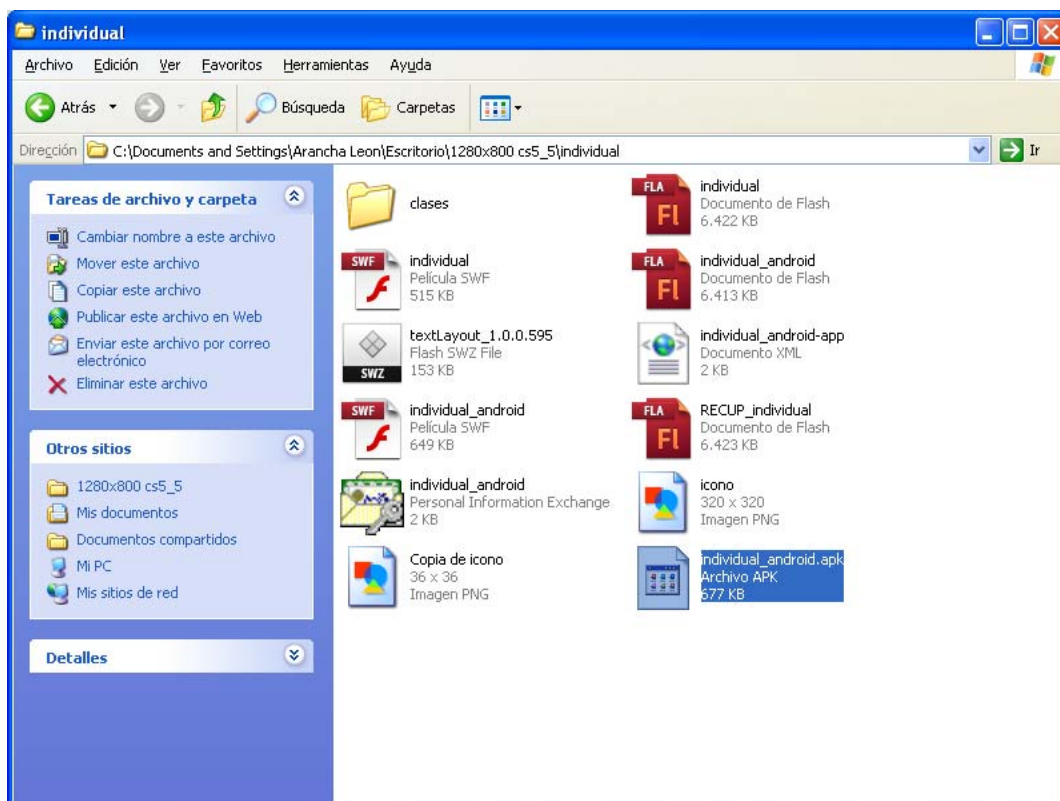 individual
Archivo Edición Ver Favoritos Herramientas Ayuda
Atrás Búsqueda Carpetas
Dirección C:\Documents and Settings\Arancha Leon\Escritorio\1280x800 cs5_5\individual Ir
Tareas de archivo y carpeta
Cambiar nombre a este archivo
Mover este archivo
Copiar este archivo
Publicar este archivo en Web
Enviar este archivo por correo
electrónico
Eliminar este archivo
Otros sitios
1280x800 cs5_5
Mis documentos
Documentos compartidos
Mi PC
Mis sitios de red
Detalles
clases
FLA
Fl
individual
Documento de Flash
6.422 KB
SWF
individual
Película SWF
515 KB
FLA
Fl
individual_android
Documento de Flash
6.413 KB
SWZ
textLayout_1.0.0.595
Flash SWZ File
153 KB
individual_android-app
Documento XML
2 KB
SWF
individual_android
Película SWF
649 KB
FLA
Fl
RECUP_individual
Documento de Flash
6.423 KB
individual_android
Personal Information Exchange
2 KB
icono
320 x 320
Imagen PNG
Copia de icono
36 x 36
Imagen PNG
individual_android.apk
Archivo APK
677 KB